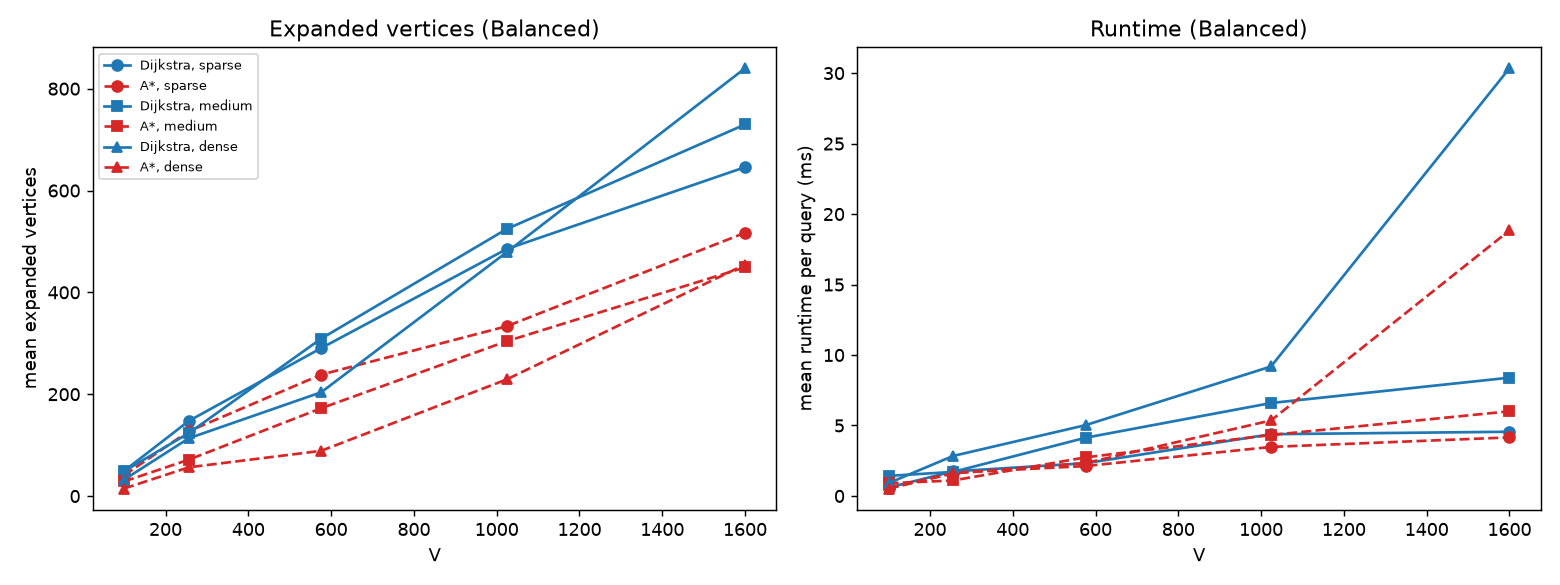 Expanded vertices (Balanced)
Dijkstra, sparse
A*, sparse
Dijkstra, medium
A*, medium
Dijkstra, dense
A*, dense
mean expanded vertices
800
600
400
200
0
200 400 600 800 1000 1200 1400 1600
V
Runtime (Balanced)
mean runtime per query (ms)
30
25
20
15
10
5
0
200 400 600 800 1000 1200 1400 1600
V